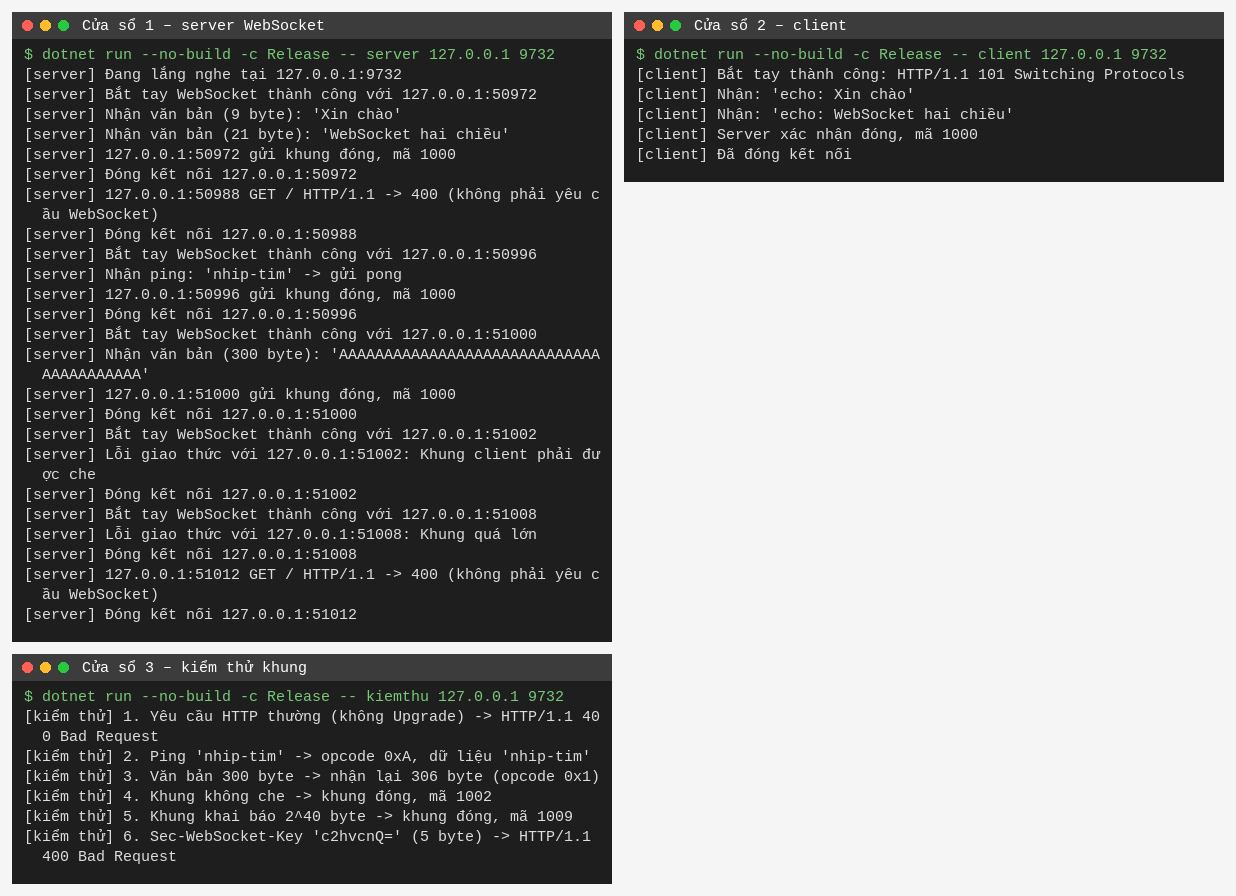 Cửa sổ 1 – server WebSocket
$ dotnet run --no-build -c Release -- server 127.0.0.1 9732
[server] Đang lắng nghe tại 127.0.0.1:9732
[server] Bắt tay WebSocket thành công với 127.0.0.1:50972
[server] Nhận văn bản (9 byte): 'Xin chào'
[server] Nhận văn bản (21 byte): 'WebSocket hai chiều'
[server] 127.0.0.1:50972 gửi khung đóng, mã 1000
[server] Đóng kết nối 127.0.0.1:50972
[server] 127.0.0.1:50988 GET / HTTP/1.1 -> 400 (không phải yêu c
ầu WebSocket)
[server] Đóng kết nối 127.0.0.1:50988
[server] Bắt tay WebSocket thành công với 127.0.0.1:50996
[server] Nhận ping: 'nhip-tim' -> gửi pong
[server] 127.0.0.1:50996 gửi khung đóng, mã 1000
[server] Đóng kết nối 127.0.0.1:50996
[server] Bắt tay WebSocket thành công với 127.0.0.1:51000
[server] Nhận văn bản (300 byte): 'AAAAAAAAAAAAAAAAAAAAAAAAAAAAA
AAAAAAAAAAA'
[server] 127.0.0.1:51000 gửi khung đóng, mã 1000
[server] Đóng kết nối 127.0.0.1:51000
[server] Bắt tay WebSocket thành công với 127.0.0.1:51002
[server] Lỗi giao thức với 127.0.0.1:51002: Khung client phải đư
ợc che
[server] Đóng kết nối 127.0.0.1:51002
[server] Bắt tay WebSocket thành công với 127.0.0.1:51008
[server] Lỗi giao thức với 127.0.0.1:51008: Khung quá lớn
[server] Đóng kết nối 127.0.0.1:51008
[server] 127.0.0.1:51012 GET / HTTP/1.1 -> 400 (không phải yêu c
ầu WebSocket)
[server] Đóng kết nối 127.0.0.1:51012
Cửa sổ 2 – client
$ dotnet run --no-build -c Release -- client 127.0.0.1 9732
[client] Bắt tay thành công: HTTP/1.1 101 Switching Protocols
[client] Nhận: 'echo: Xin chào'
[client] Nhận: 'echo: WebSocket hai chiều'
[client] Server xác nhận đóng, mã 1000
[client] Đã đóng kết nối
Cửa sổ 3 – kiểm thử khung
$ dotnet run --no-build -c Release -- kiemthu 127.0.0.1 9732
[kiểm thử] 1. Yêu cầu HTTP thường (không Upgrade) -> HTTP/1.1 40
0 Bad Request
[kiểm thử] 2. Ping 'nhip-tim' -> opcode 0xA, dữ liệu 'nhip-tim'
[kiểm thử] 3. Văn bản 300 byte -> nhận lại 306 byte (opcode 0x1)
[kiểm thử] 4. Khung không che -> khung đóng, mã 1002
[kiểm thử] 5. Khung khai báo 2^40 byte -> khung đóng, mã 1009
[kiểm thử] 6. Sec-WebSocket-Key 'c2hvcnQ=' (5 byte) -> HTTP/1.1
400 Bad Request